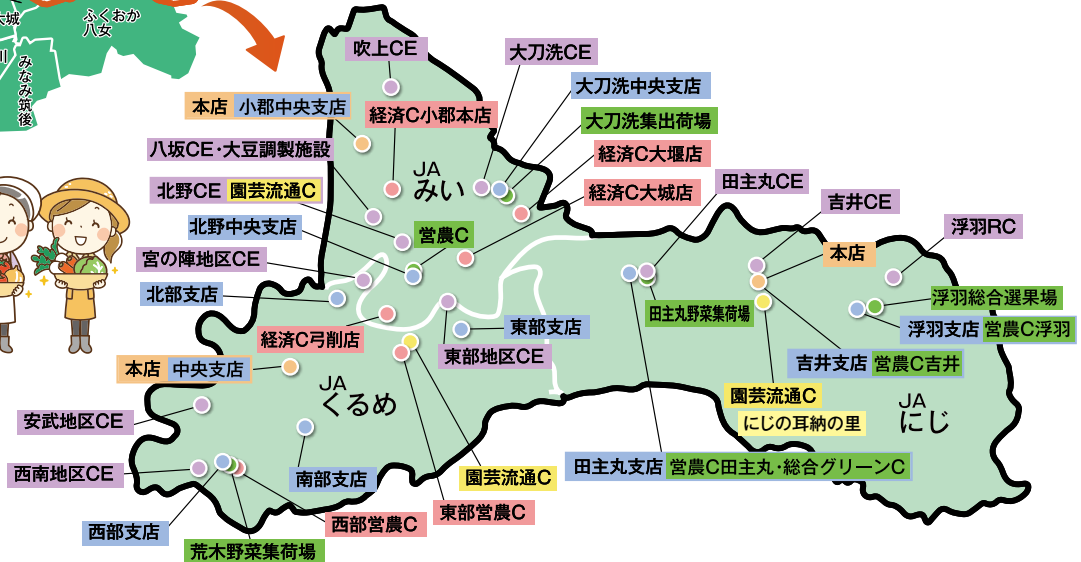 大城
ふくおか
八女
川
みなみ筑後
吹上CE
大刀洗CE
大刀洗中央支店
本店 小郡中央支店
経済C小郡本店
大刀洗集出荷場
八坂CE・大豆調製施設
JA
みい
経済C大堰店
北野CE 園芸流通C
経済C大城店
田主丸CE
吉井CE
北野中央支店
営農C
浮羽RC
宮の陣地区CE
本店
北部支店
浮羽総合選果場
田主丸野菜集荷場
経済C弓削店
東部支店
浮羽支店 営農C浮羽
東部地区CE
吉井支店 営農C吉井
本店 中央支店
JA
くるめ
園芸流通C
にじの耳納の里
JA
にじ
安武地区CE
西南地区CE
南部支店
園芸流通C
田主丸支店 営農C田主丸・総合グリーンC
西部支店
西部営農C
東部営農C
荒木野菜集荷場